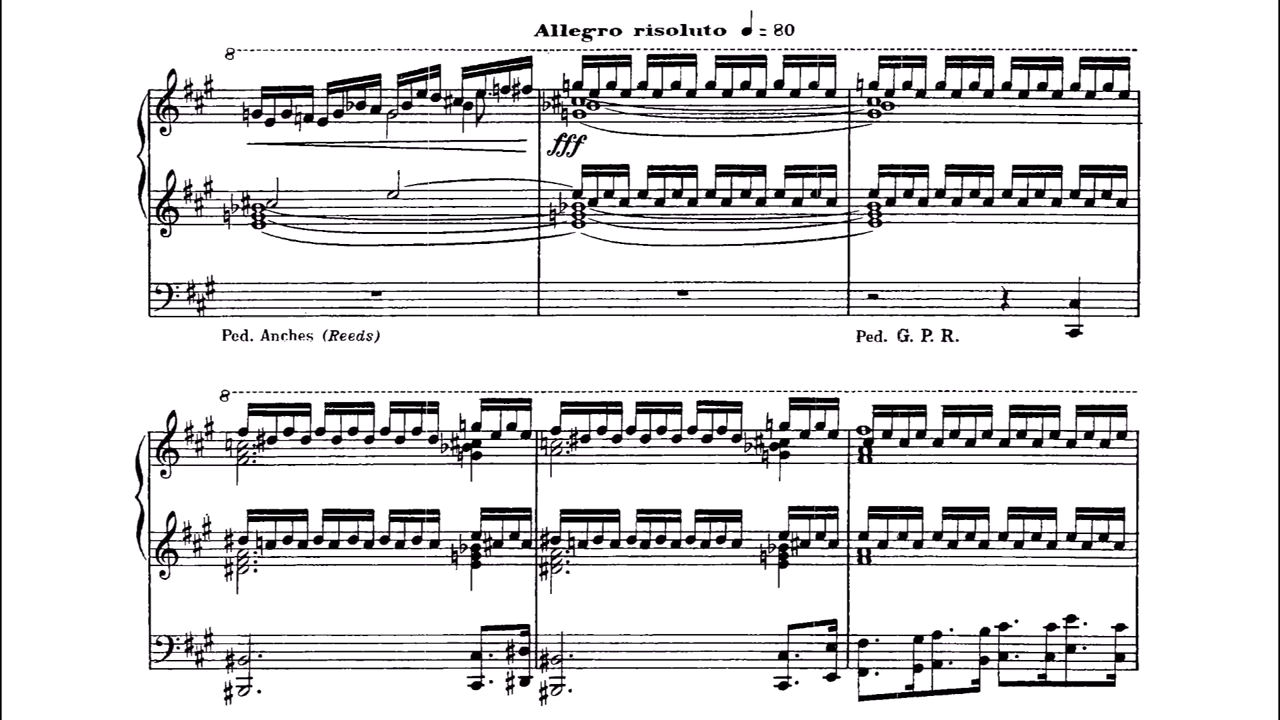 Allegro risoluto ♩ = 80
8
fff
Ped. Anches (Reeds)
Ped. G. P. R.
8